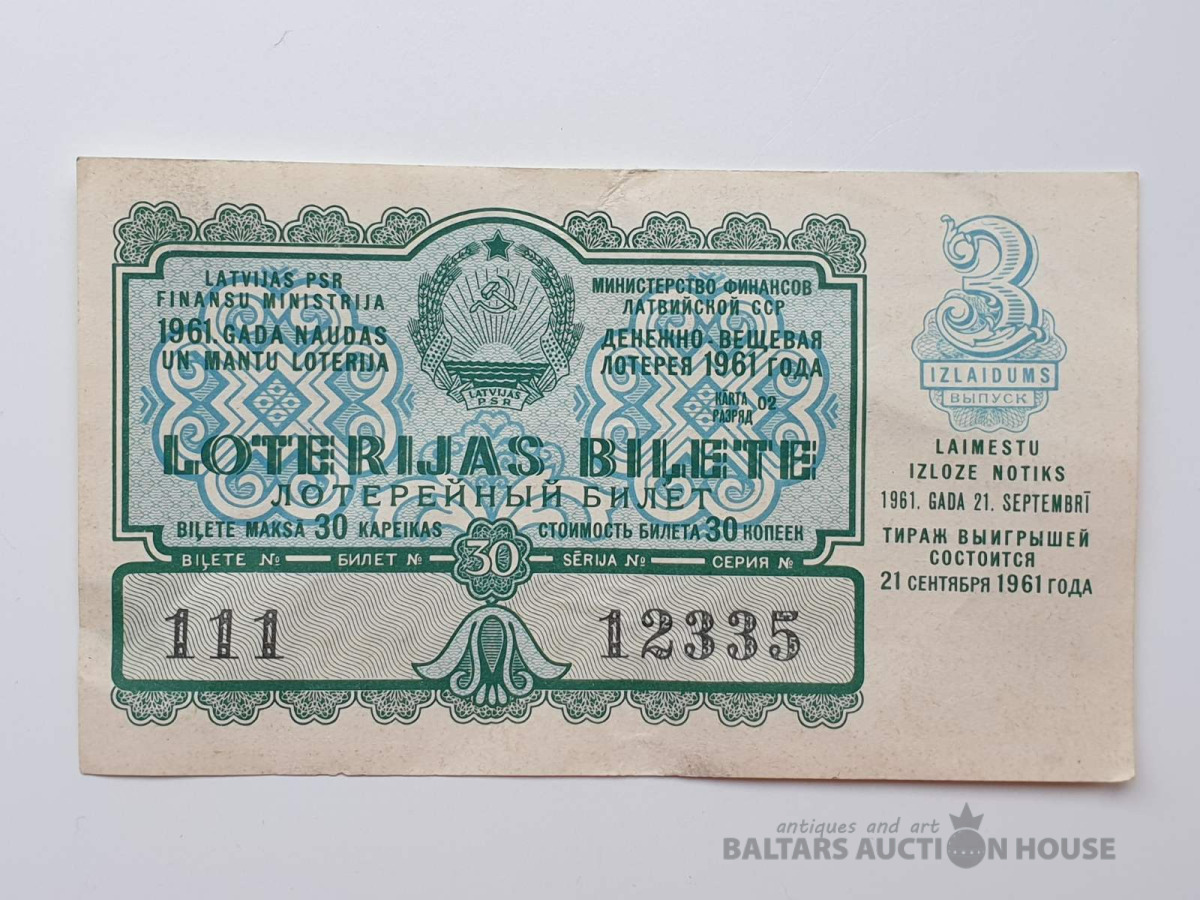 LATVIJAS PSR
FINANSU MINISTRIJA
1961. GADA NAUDAS
UN MANTU LOTERIJA
LATVIJAS
PSR
МИНИСТЕРСТВО ФИНАНСОВ
ЛАТВИЙСКОЙ ССР
ДЕНЕЖНО-ВЕЩЕВАЯ
ЛОТЕРЕЯ 1961 ГОДА
KĀRTA
РАЗРЯД 02
LOTERIJAS BIĻETE
ЛОТЕРЕЙНЫЙ БИЛЕТ
BIĻETE MAKSA 30 KAPEIKAS
СТОИМОСТЬ БИЛЕТА 30 КОПЕЕК
BIĻETE № БИЛЕТ № 30 SĒRIJA № СЕРИЯ №
111 12335
3
IZLAIDUMS
ВЫПУСК
LAIMESTU
IZLOZE NOTIKS
1961. GADA 21. SEPTEMBRĪ
ТИРАЖ ВЫИГРЫШЕЙ
СОСТОИТСЯ
21 СЕНТЯБРЯ 1961 ГОДА
antiques and art
BALTARS AUCTION HOUSE